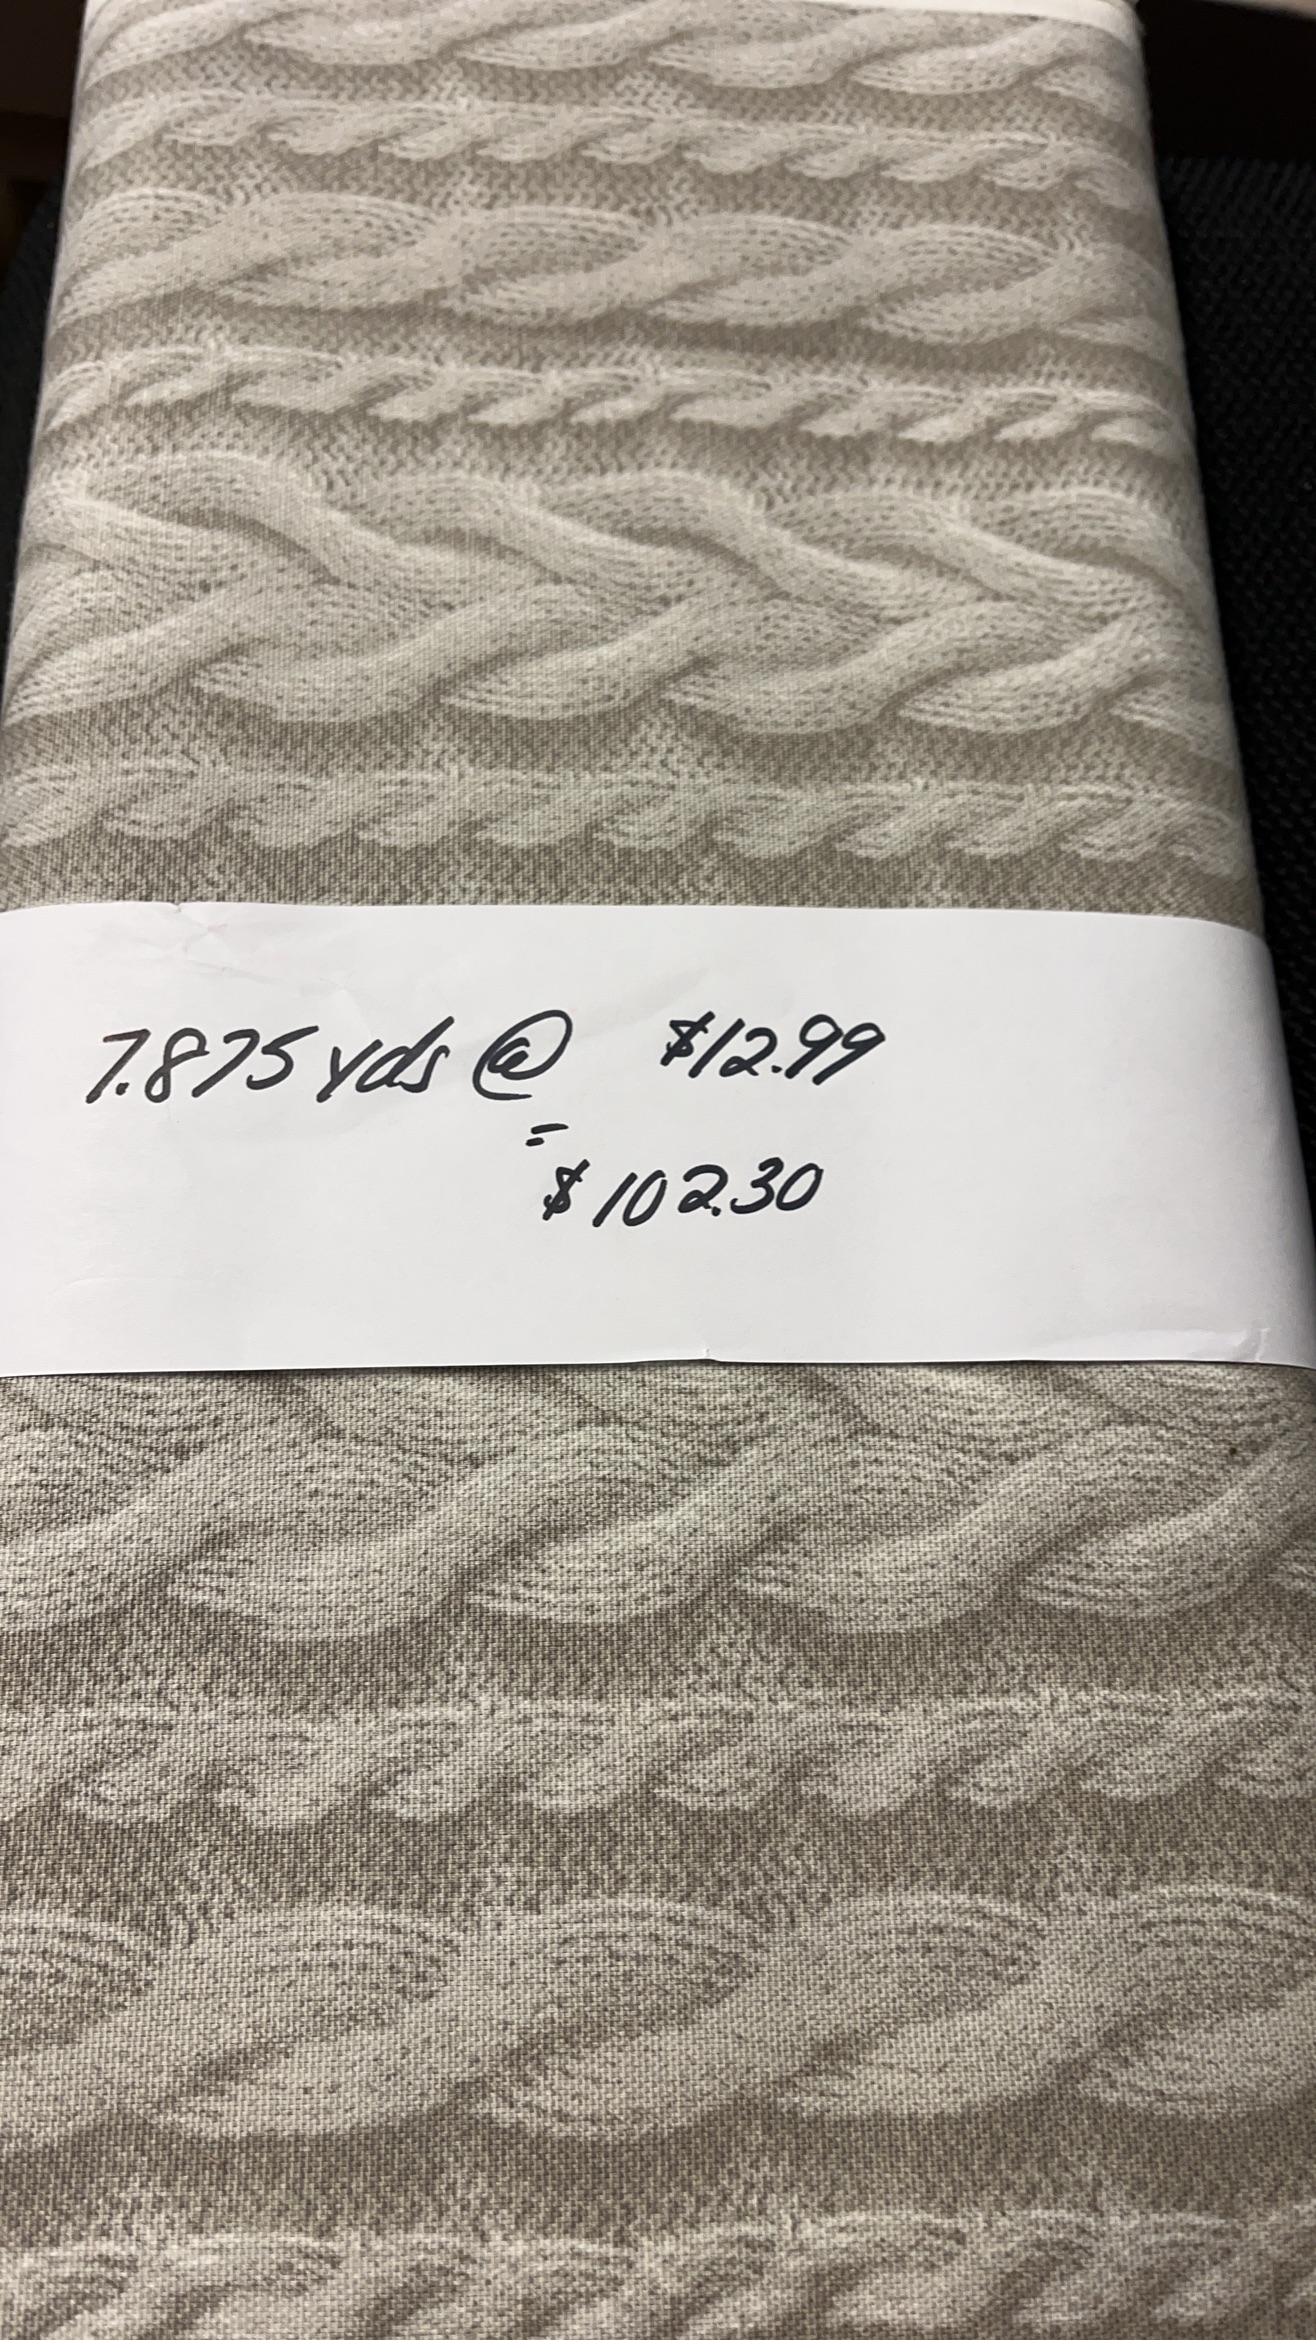 7.875 yds @ $12.99
=
$102.30